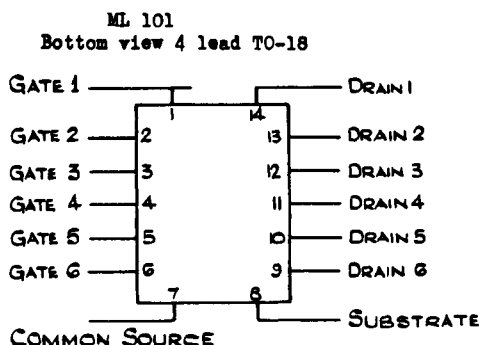 ML 101
Bottom view 4 lead TO-18
GATE 1
1
14
DRAIN 1
GATE 2
2
13
DRAIN 2
GATE 3
3
12
DRAIN 3
GATE 4
4
11
DRAIN 4
GATE 5
5
10
DRAIN 5
GATE 6
6
9
DRAIN 6
7
8
COMMON SOURCE
SUBSTRATE